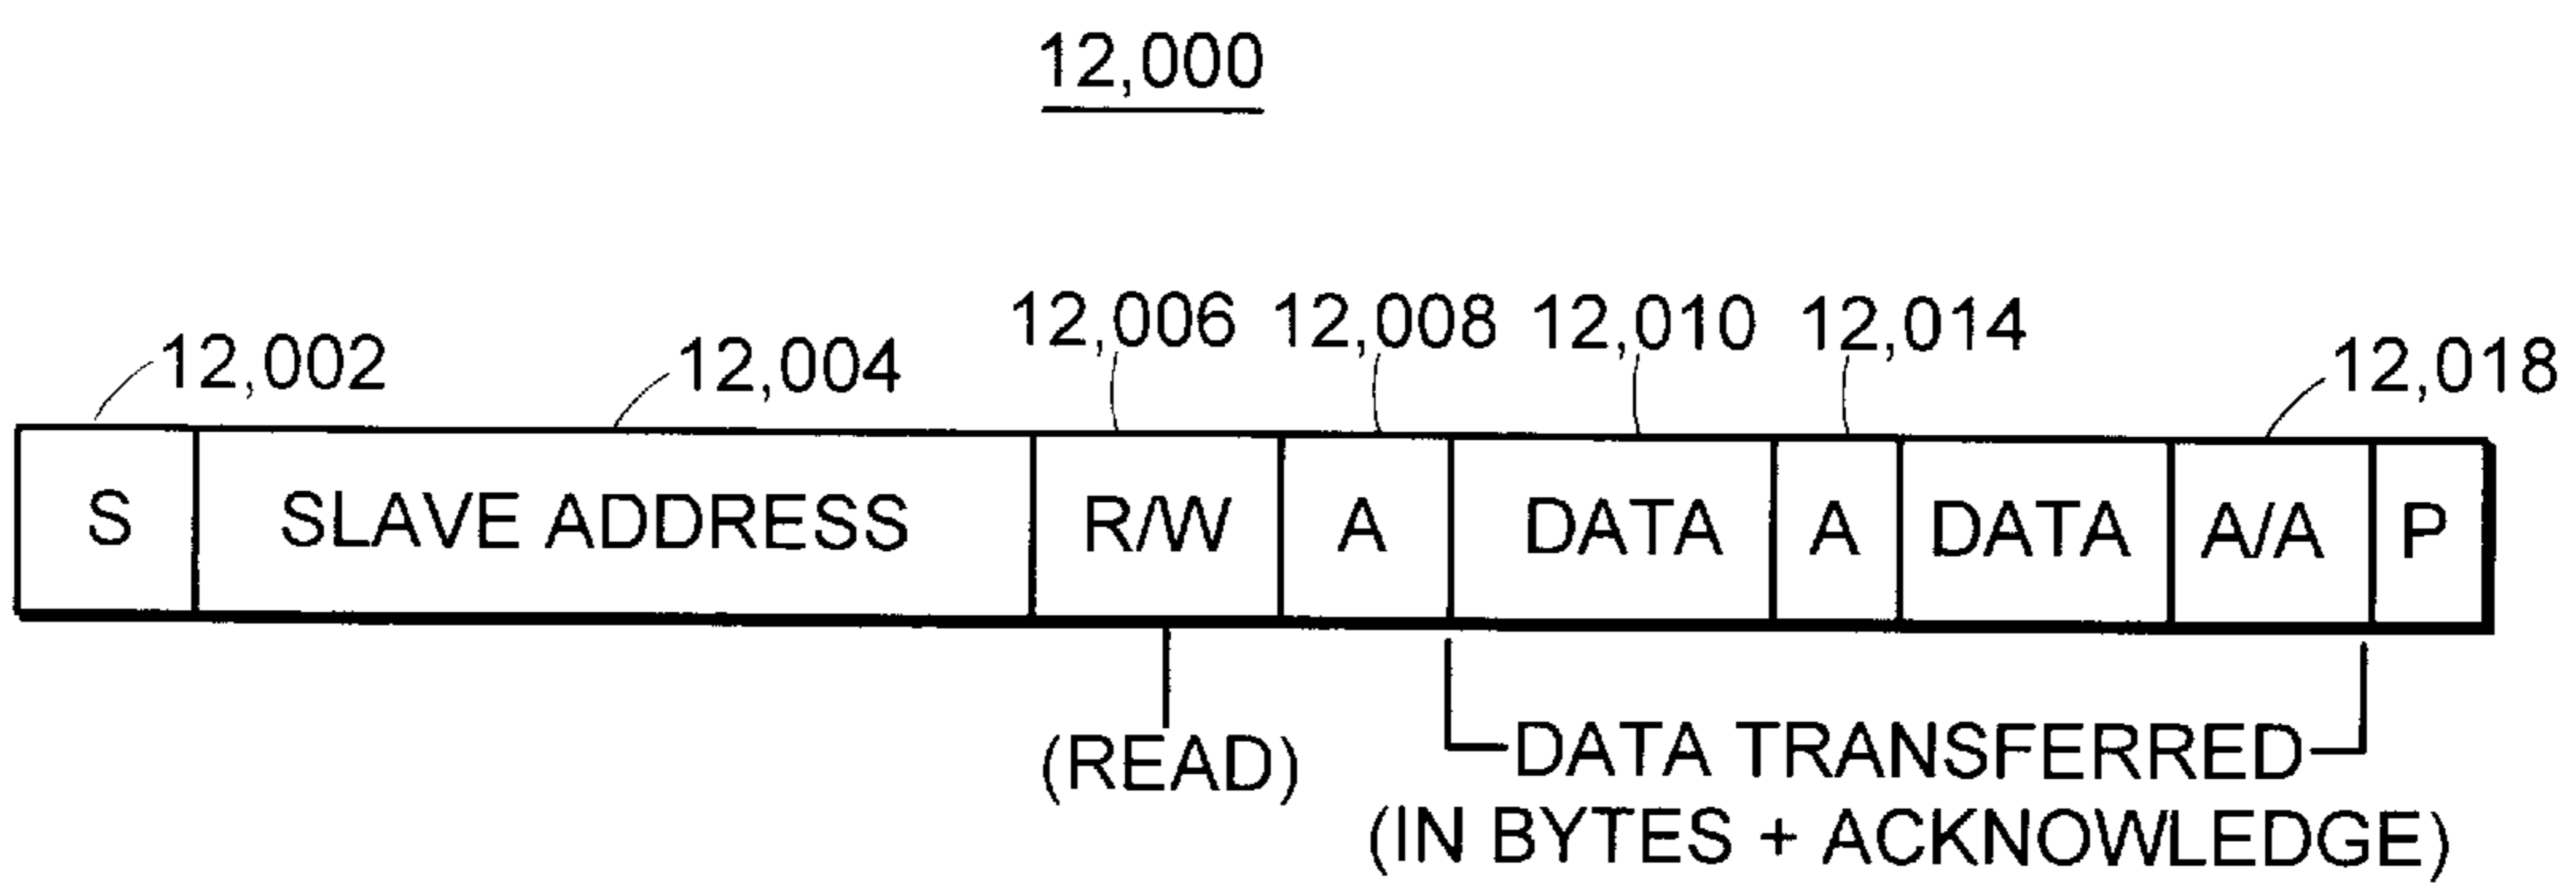 12,000
12,002 12,004 12,006 12,008 12,010 12,014 12,018
S SLAVE ADDRESS R/W A DATA A DATA A/A P
(READ) DATA TRANSFERRED
(IN BYTES + ACKNOWLEDGE)